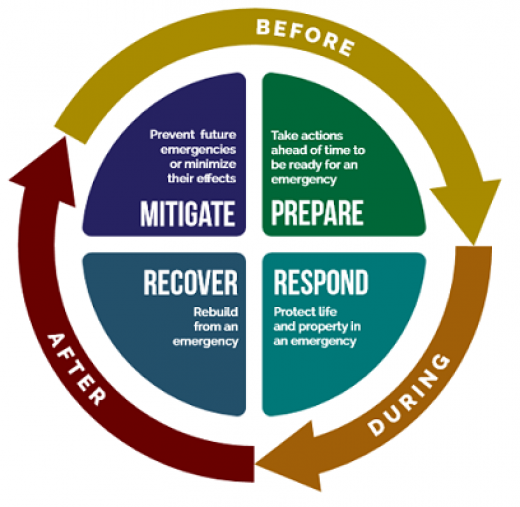 BEFORE
Prevent future
emergencies
or minimize
their effects
MITIGATE
Take actions
ahead of time to
be ready for an
emergency
PREPARE
RECOVER
Rebuild
from an
emergency
RESPOND
Protect life
and property in
an emergency
DURING
AFTER